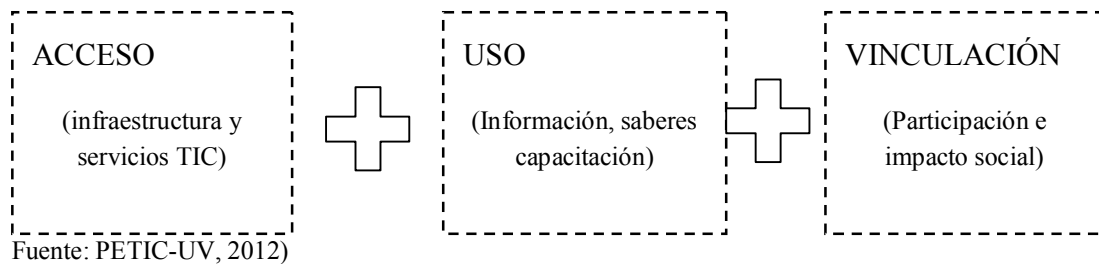 ACCESO
(infraestructura y
servicios TIC)
USO
(Información, saberes
capacitación)
VINCULACIÓN
(Participación e
impacto social)
Fuente: PETIC-UV, 2012)